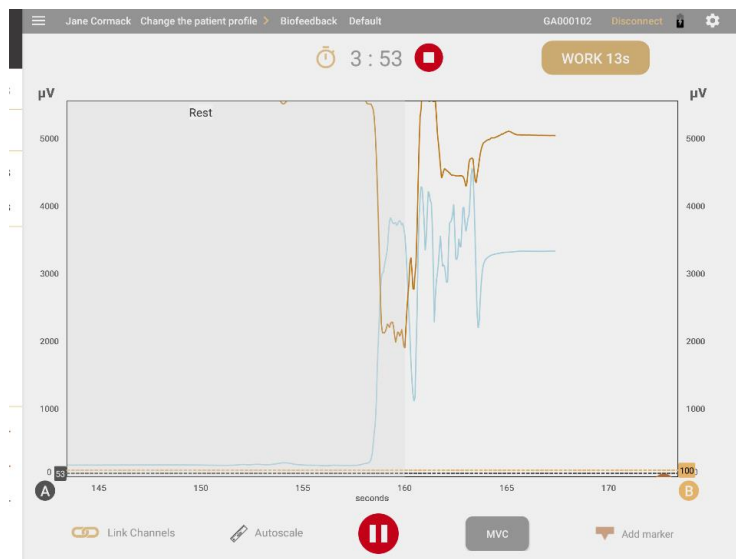 Jane Cormack Change the patient profile > Biofeedback Default GA000102 Disconnect
3 : 53
WORK 13s
µV µV
Rest
5000 5000
4000 4000
3000 3000
2000 2000
1000 1000
0 53 100
A 145 150 155 160 165 170 B
seconds
Link Channels Autoscale MVC Add marker